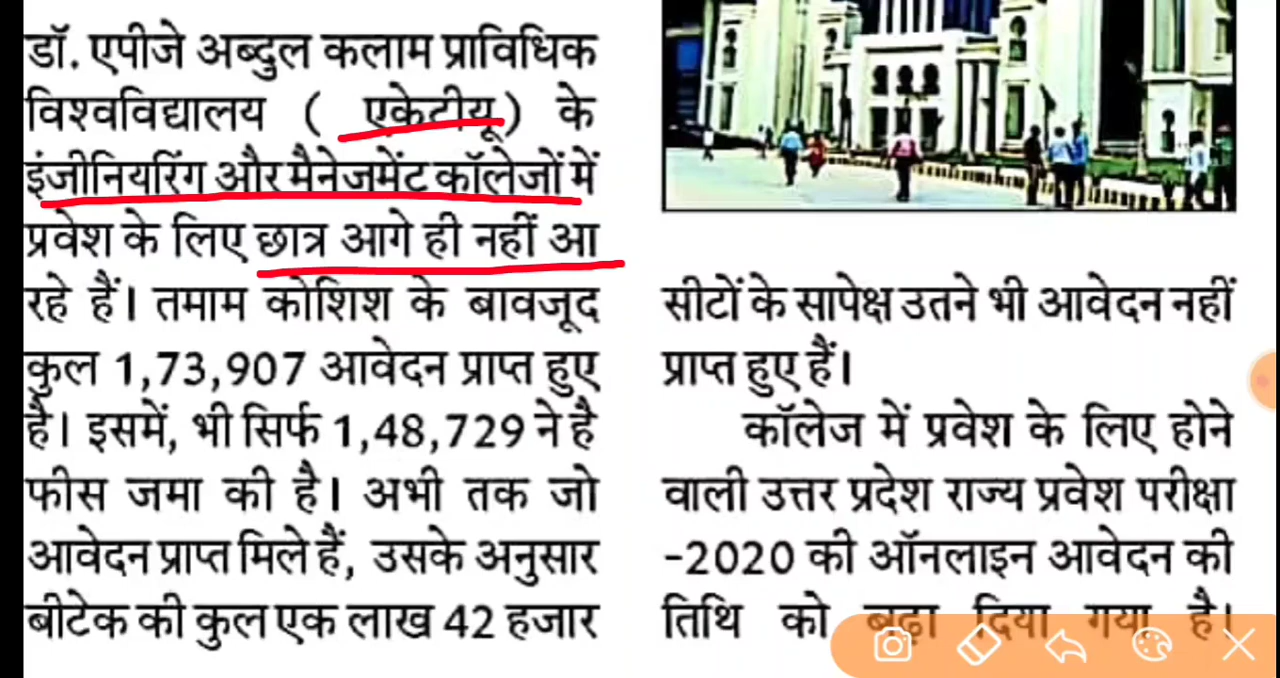 डॉ. एपीजे अब्दुल कलाम प्राविधिक
विश्वविद्यालय ( एकेटीयू) के
इंजीनियरिंग और मैनेजमेंट कॉलेजों में
प्रवेश के लिए छात्र आगे ही नहीं आ
रहे हैं। तमाम कोशिश के बावजूद
कुल 1,73,907 आवेदन प्राप्त हुए
है। इसमें, भी सिर्फ 1,48,729 ने है
फीस जमा की है। अभी तक जो
आवेदन प्राप्त मिले हैं, उसके अनुसार
बीटेक की कुल एक लाख 42 हजार
सीटों के सापेक्ष उतने भी आवेदन नहीं
प्राप्त हुए हैं।
कॉलेज में प्रवेश के लिए होने
वाली उत्तर प्रदेश राज्य प्रवेश परीक्षा
-2020 की ऑनलाइन आवेदन की
तिथि को बढ़ा दिया गया है।